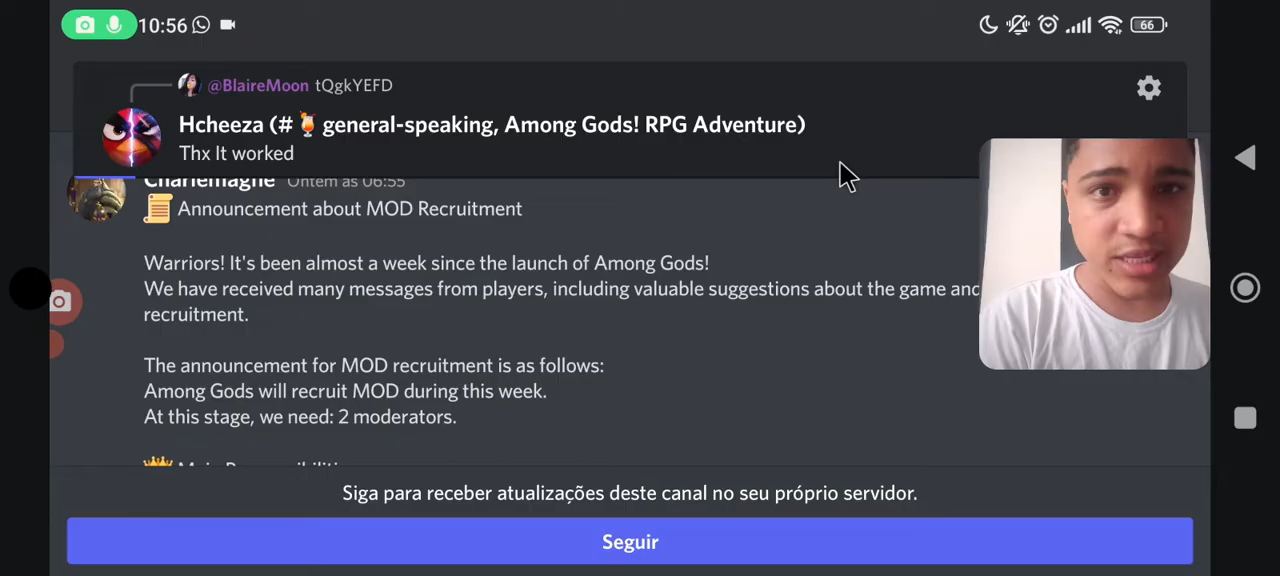 10:56
66
@BlaireMoon tQgkYEFD
Hcheeza (#🍹general-speaking, Among Gods! RPG Adventure)
Thx It worked
Charlemagne Ontem às 06:55
📜 Announcement about MOD Recruitment
Warriors! It's been almost a week since the launch of Among Gods!
We have received many messages from players, including valuable suggestions about the game and
recruitment.
The announcement for MOD recruitment is as follows:
Among Gods will recruit MOD during this week.
At this stage, we need: 2 moderators.
Siga para receber atualizações deste canal no seu próprio servidor.
Seguir